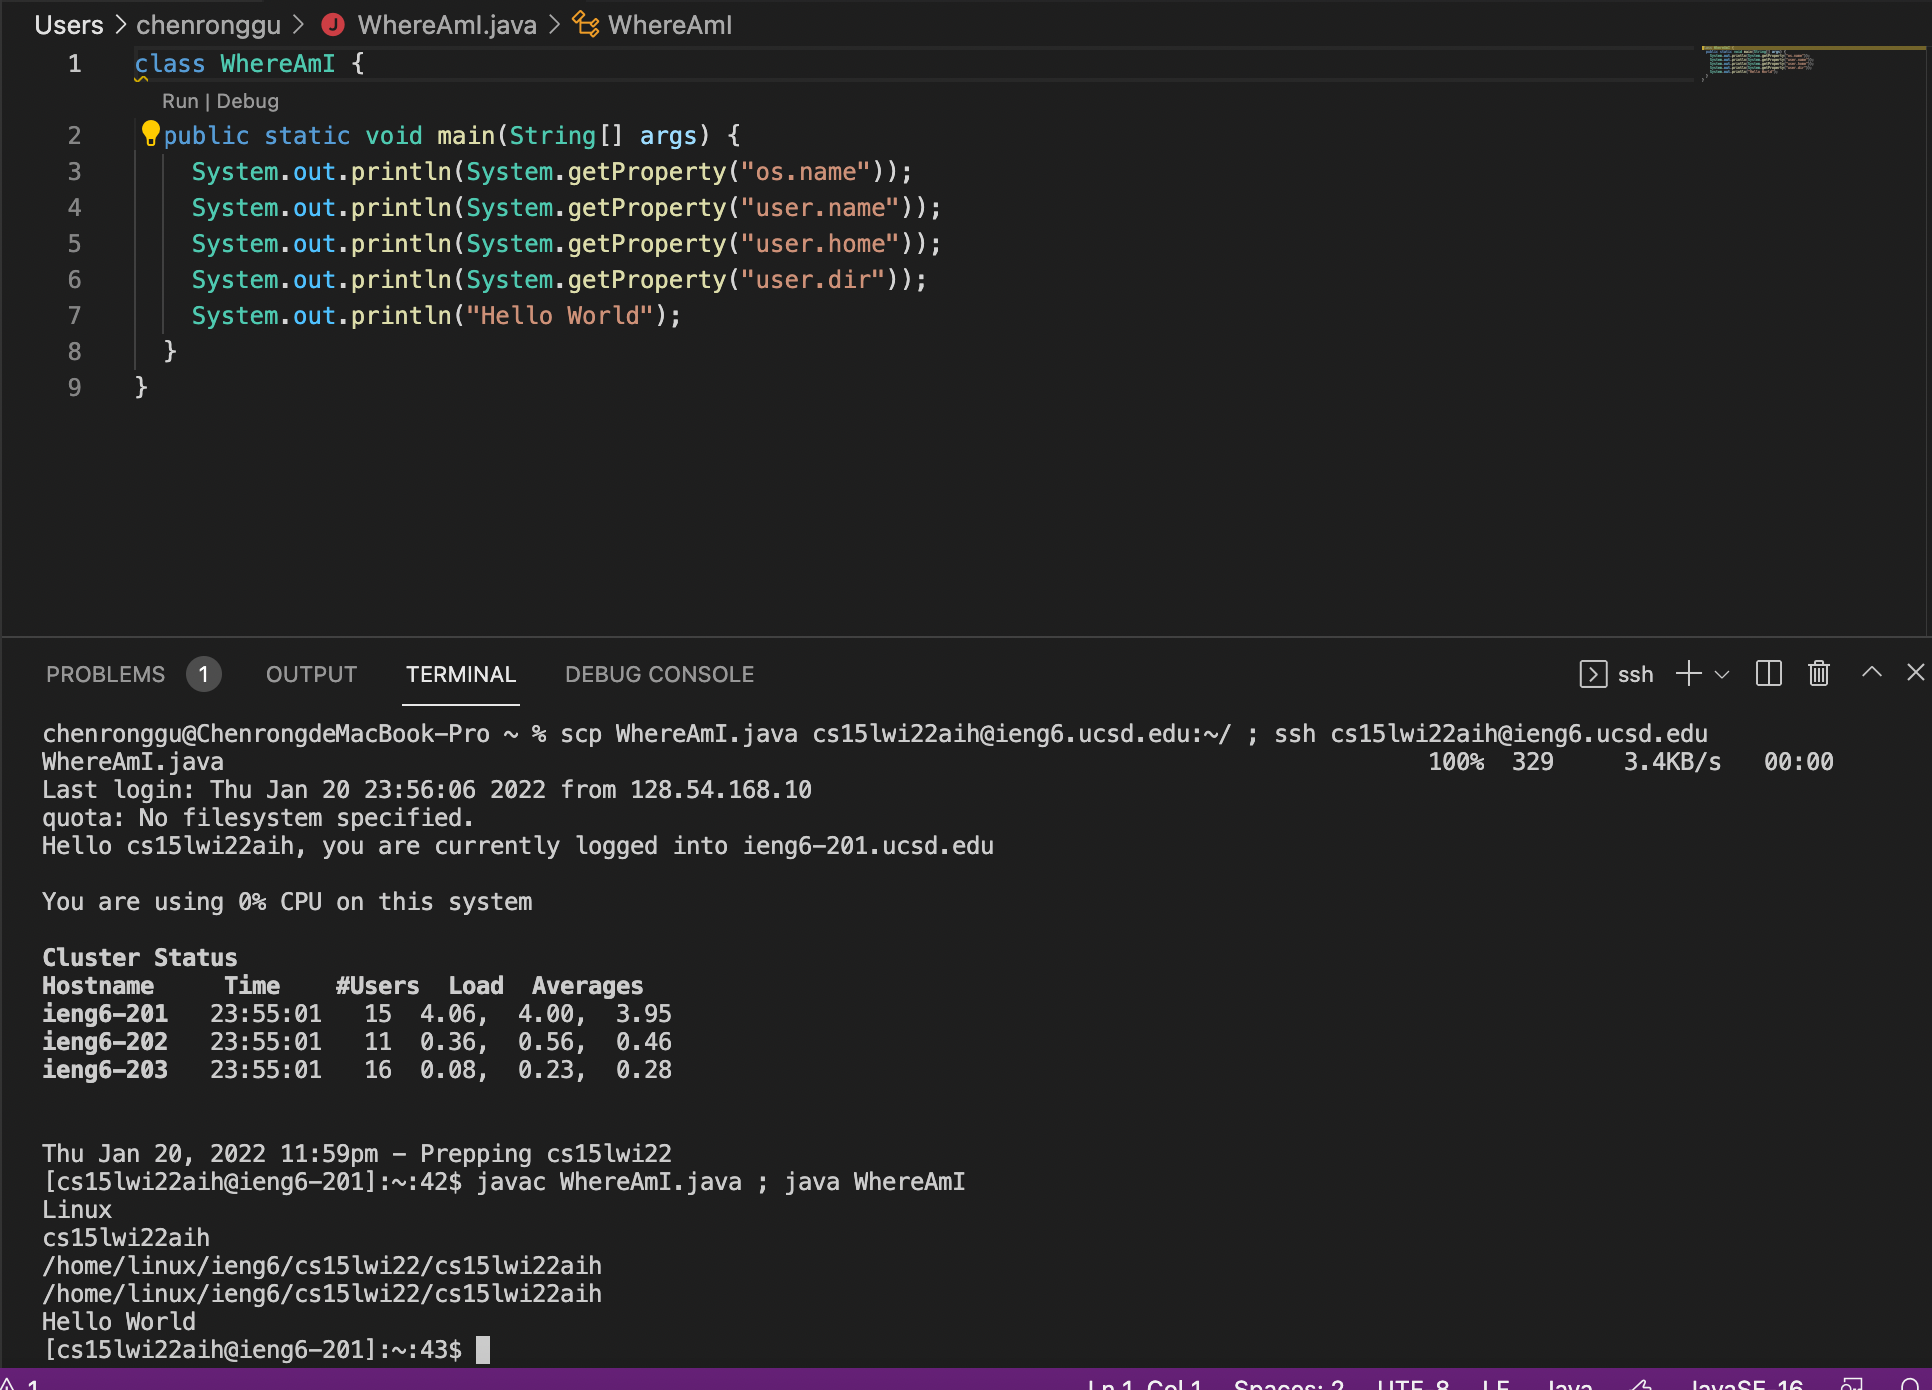 Users > chenronggu > J WhereAmI.java > WhereAmI
1 class WhereAmI {
Run | Debug
2 public static void main(String[] args) {
3 System.out.println(System.getProperty("os.name"));
4 System.out.println(System.getProperty("user.name"));
5 System.out.println(System.getProperty("user.home"));
6 System.out.println(System.getProperty("user.dir"));
7 System.out.println("Hello World");
8 }
9 }
PROBLEMS 1 OUTPUT TERMINAL DEBUG CONSOLE ssh
chenronggu@ChenrongdeMacBook-Pro ~ % scp WhereAmI.java cs15lwi22aih@ieng6.ucsd.edu:~/ ; ssh cs15lwi22aih@ieng6.ucsd.edu
WhereAmI.java 100% 329 3.4KB/s 00:00
Last login: Thu Jan 20 23:56:06 2022 from 128.54.168.10
quota: No filesystem specified.
Hello cs15lwi22aih, you are currently logged into ieng6-201.ucsd.edu
You are using 0% CPU on this system
Cluster Status
Hostname Time #Users Load Averages
ieng6-201 23:55:01 15 4.06, 4.00, 3.95
ieng6-202 23:55:01 11 0.36, 0.56, 0.46
ieng6-203 23:55:01 16 0.08, 0.23, 0.28
Thu Jan 20, 2022 11:59pm - Prepping cs15lwi22
[cs15lwi22aih@ieng6-201]:~:42$ javac WhereAmI.java ; java WhereAmI
Linux
cs15lwi22aih
/home/linux/ieng6/cs15lwi22/cs15lwi22aih
/home/linux/ieng6/cs15lwi22/cs15lwi22aih
Hello World
[cs15lwi22aih@ieng6-201]:~:43$
1 Ln 1, Col 1 Spaces: 2 UTF-8 LF Java JavaSE-16